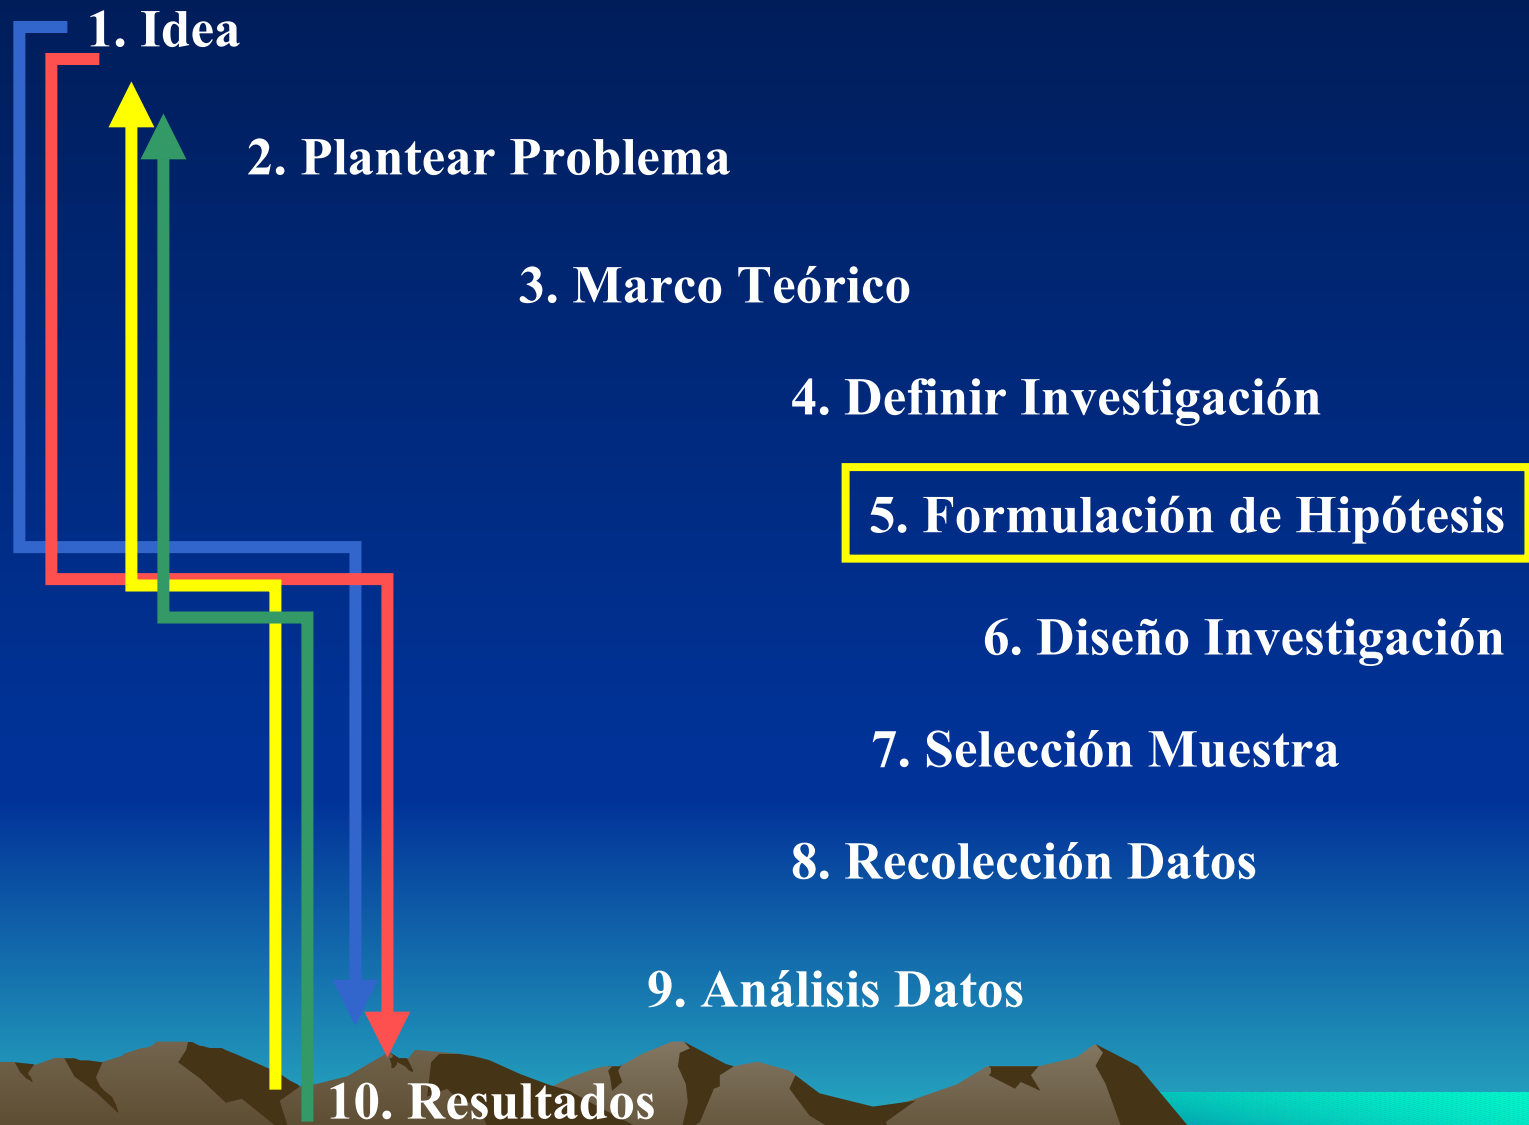 1. Idea
2. Plantear Problema
3. Marco Teórico
4. Definir Investigación
5. Formulación de Hipótesis
6. Diseño Investigación
7. Selección Muestra
8. Recolección Datos
9. Análisis Datos
10. Resultados